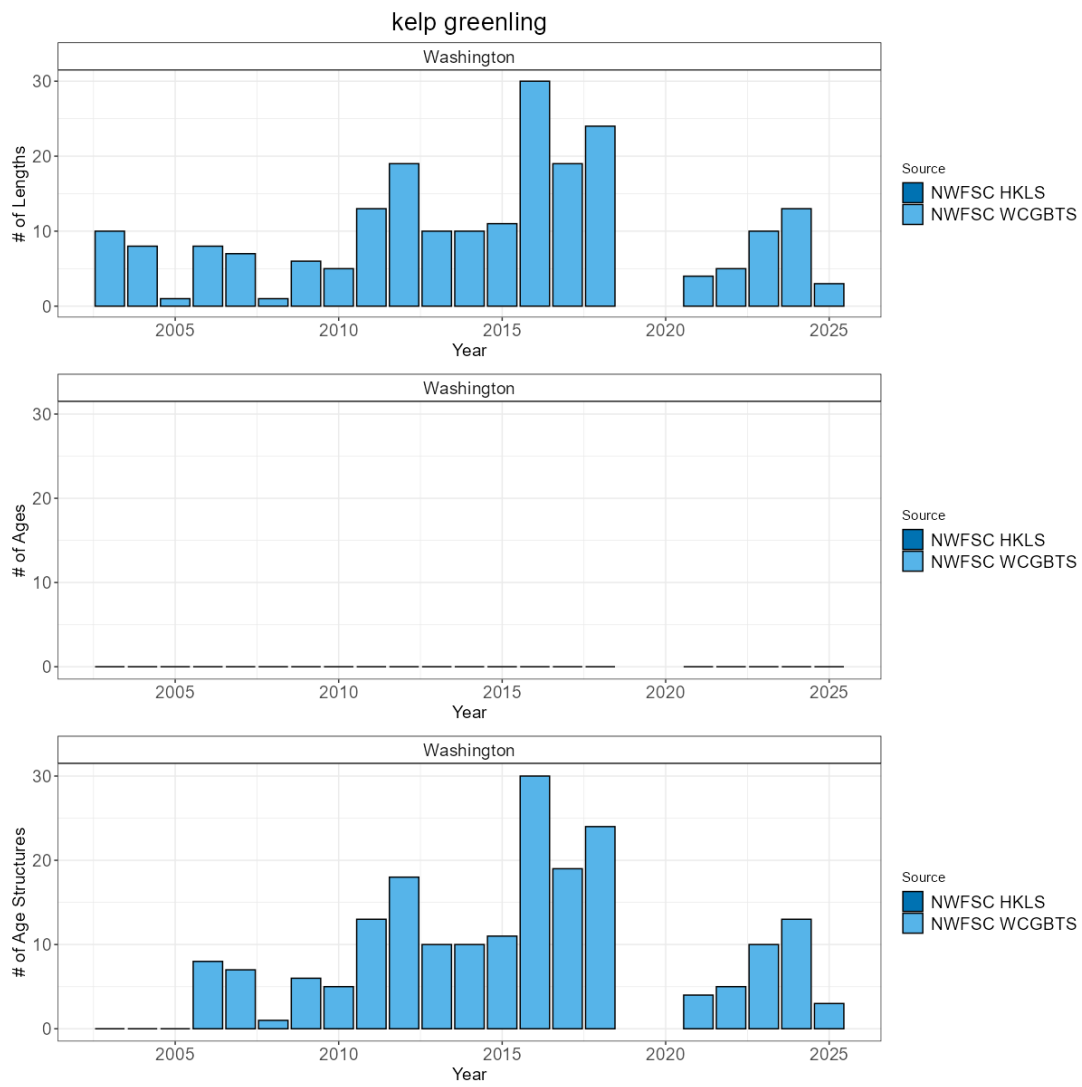 kelp greenling
Washington
30
20
10
0
# of Lengths
2005 2010 2015 2020 2025
Year
Source
NWFSC HKLS
NWFSC WCGBTS
Washington
30
20
10
0
# of Ages
2005 2010 2015 2020 2025
Year
Source
NWFSC HKLS
NWFSC WCGBTS
Washington
30
20
10
0
# of Age Structures
2005 2010 2015 2020 2025
Year
Source
NWFSC HKLS
NWFSC WCGBTS